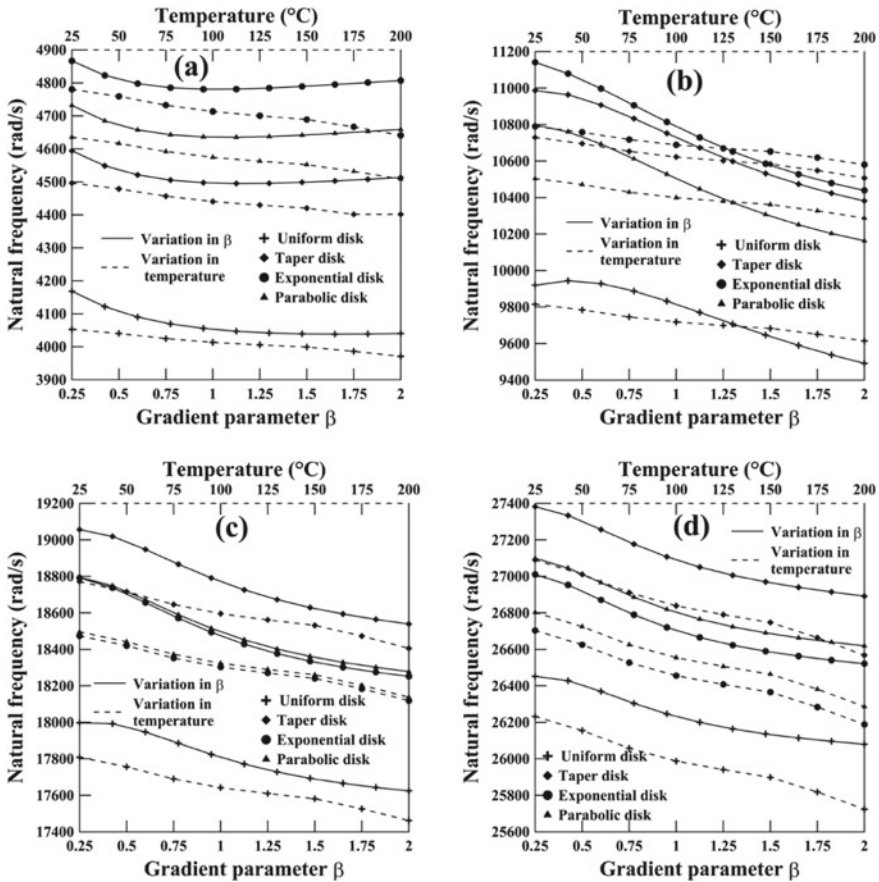 Temperature (°C)
25 50 75 100 125 150 175 200
(a)
4900
4800
4700
4600
4500
4400
4300
4200
4100
4000
3900
Natural frequency (rad/s)
Variation in β
Variation in
temperature
Uniform disk
Taper disk
Exponential disk
Parabolic disk
0.25 0.5 0.75 1 1.25 1.5 1.75 2
Gradient parameter β
Temperature (°C)
25 50 75 100 125 150 175 200
(b)
11200
11000
10800
10600
10400
10200
10000
9800
9600
9400
Natural frequency (rad/s)
Variation in β
Variation in
temperature
Uniform disk
Taper disk
Exponential disk
Parabolic disk
0.25 0.5 0.75 1 1.25 1.5 1.75 2
Gradient parameter β
Temperature (°C)
25 50 75 100 125 150 175 200
(c)
19200
19000
18800
18600
18400
18200
18000
17800
17600
17400
Natural frequency (rad/s)
Variation in β
Variation in
temperature
Uniform disk
Taper disk
Exponential disk
Parabolic disk
0.25 0.5 0.75 1 1.25 1.5 1.75 2
Gradient parameter β
Temperature (°C)
25 50 75 100 125 150 175 200
(d)
27400
27200
27000
26800
26600
26400
26200
26000
25800
25600
Natural frequency (rad/s)
Variation in β
Variation in
temperature
Uniform disk
Taper disk
Exponential disk
Parabolic disk
0.25 0.5 0.75 1 1.25 1.5 1.75 2
Gradient parameter β